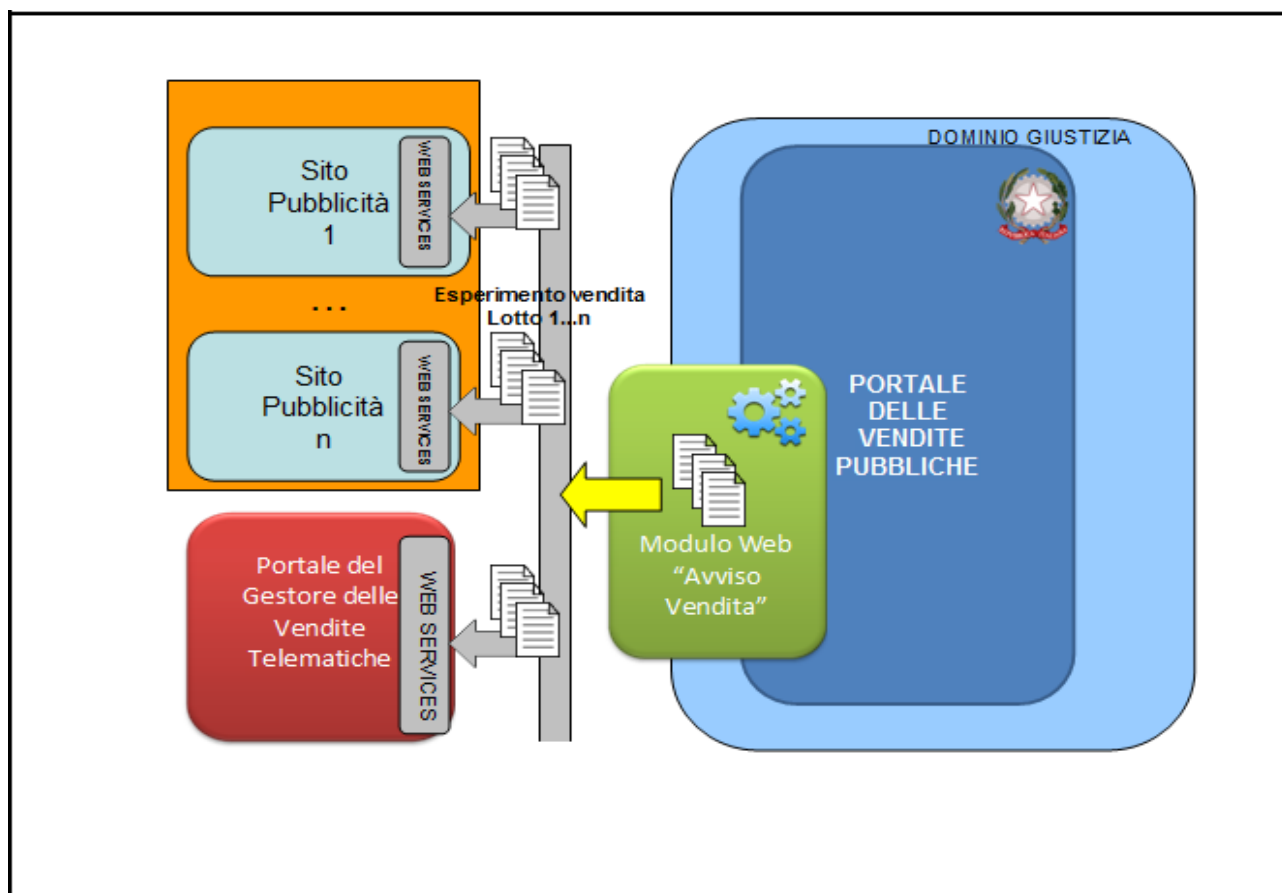 DOMINIO GIUSTIZIA
Sito
Pubblicità
1
WEB SERVICES
...
Esperimento vendita
Lotto 1...n
Sito
Pubblicità
n
WEB SERVICES
PORTALE
DELLE
VENDITE
PUBBLICHE
Modulo Web
“Avviso
Vendita”
Portale del
Gestore delle
Vendite
Telematiche
WEB SERVICES